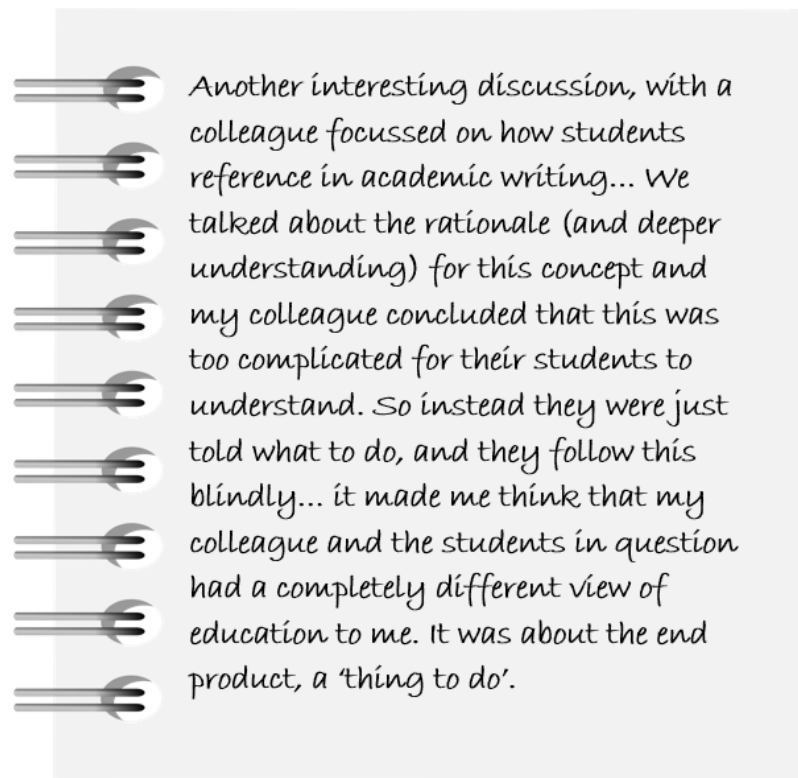 Another interesting discussion, with a
colleague focussed on how students
reference in academic writing... We
talked about the rationale (and deeper
understanding) for this concept and
my colleague concluded that this was
too complicated for their students to
understand. So instead they were just
told what to do, and they follow this
blindly... it made me think that my
colleague and the students in question
had a completely different view of
education to me. It was about the end
product, a ‘thing to do’.